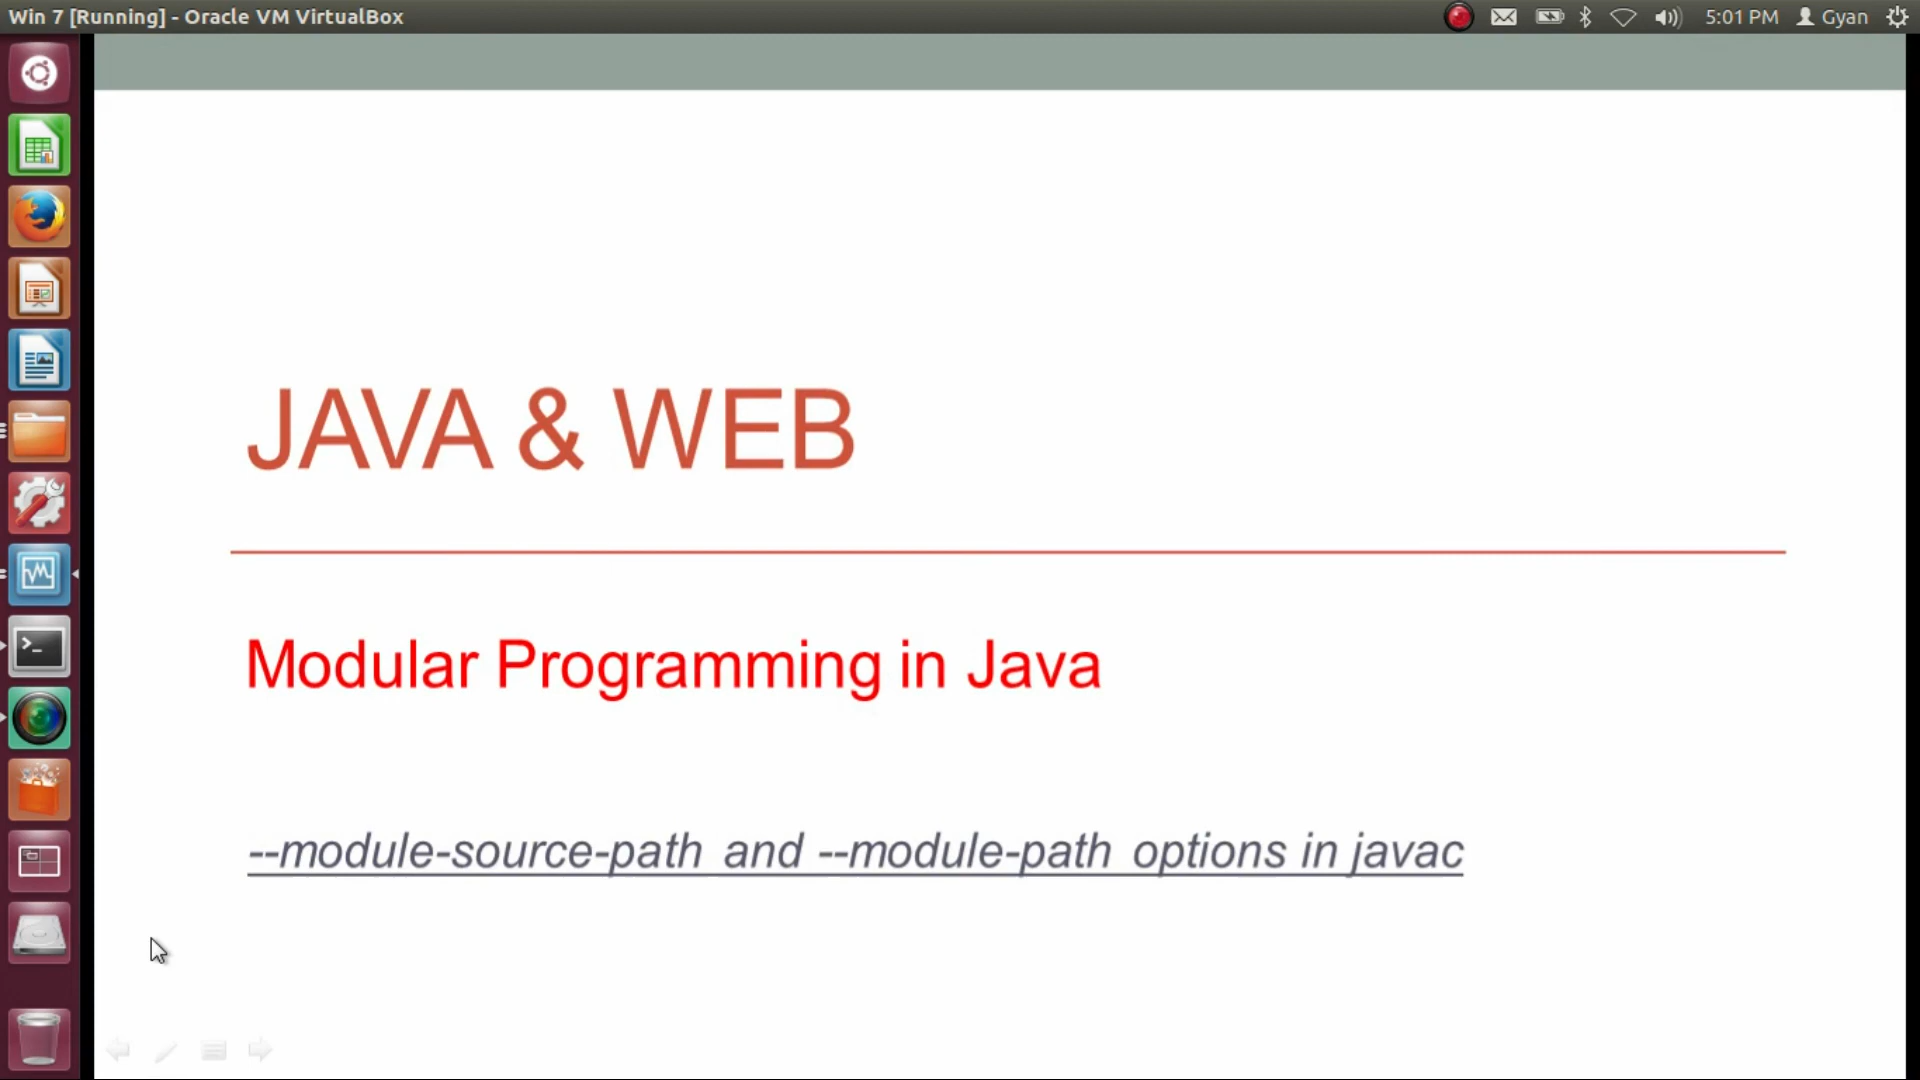 Win 7 [Running] - Oracle VM VirtualBox
5:01 PM Gyan
JAVA & WEB
Modular Programming in Java
--module-source-path and --module-path options in javac